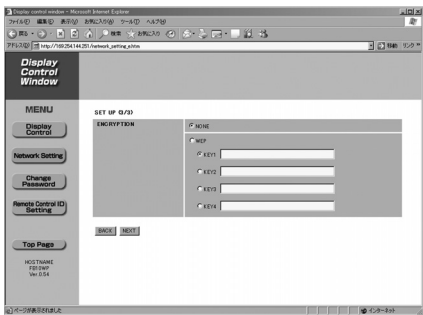 Display control window - Microsoft Internet Explorer
ファイル(F) 編集(E) 表示(V) お気に入り(A) ツール(T) ヘルプ(H)
戻る 検索 お気に入り
アドレス(D) http://169.254.144.251/network_setting_e.htm 移動 リンク
Display
Control
Window
MENU
Display
Control
Network Setting
Change
Password
Remote Control ID
Setting
Top Page
HOSTNAME
Ver 0.54
SET UP (3/3)
ENCRYPTION
NONE
WEP
KEY1
KEY2
KEY3
KEY4
BACK NEXT
ページが表示されました インターネット